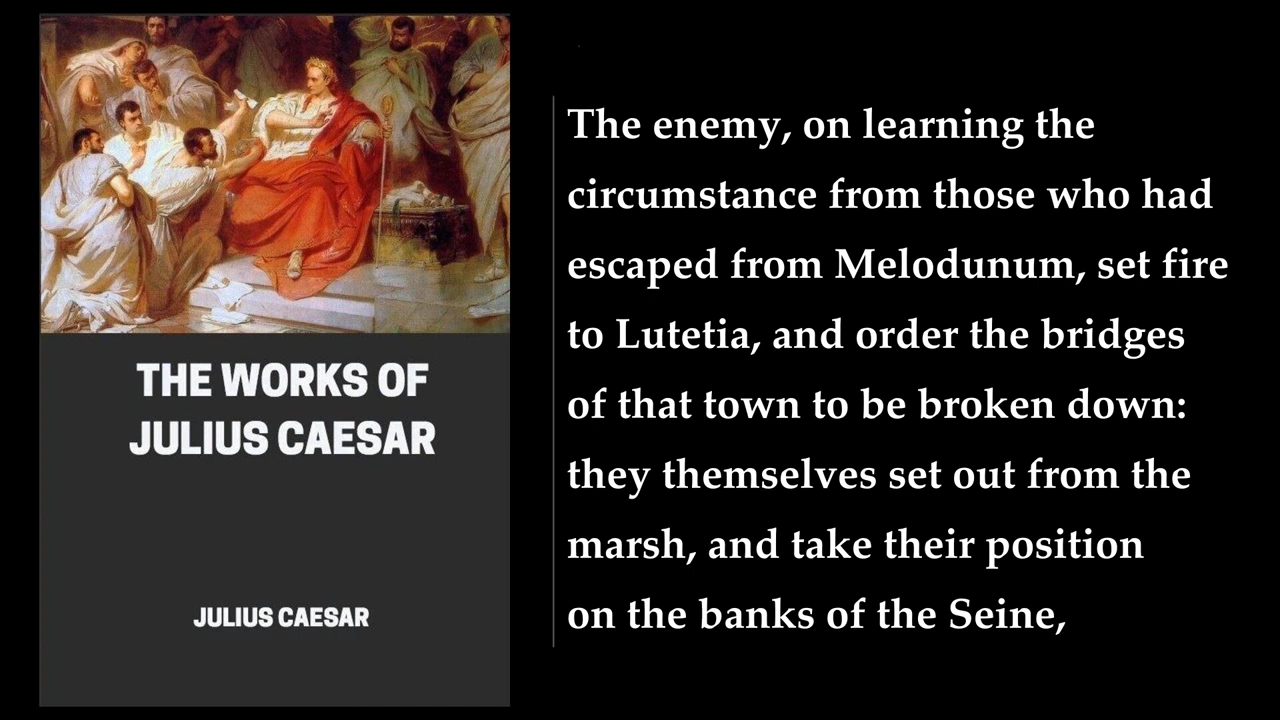 THE WORKS OF
JULIUS CAESAR
JULIUS CAESAR
The enemy, on learning the
circumstance from those who had
escaped from Melodunum, set fire
to Lutetia, and order the bridges
of that town to be broken down:
they themselves set out from the
marsh, and take their position
on the banks of the Seine,